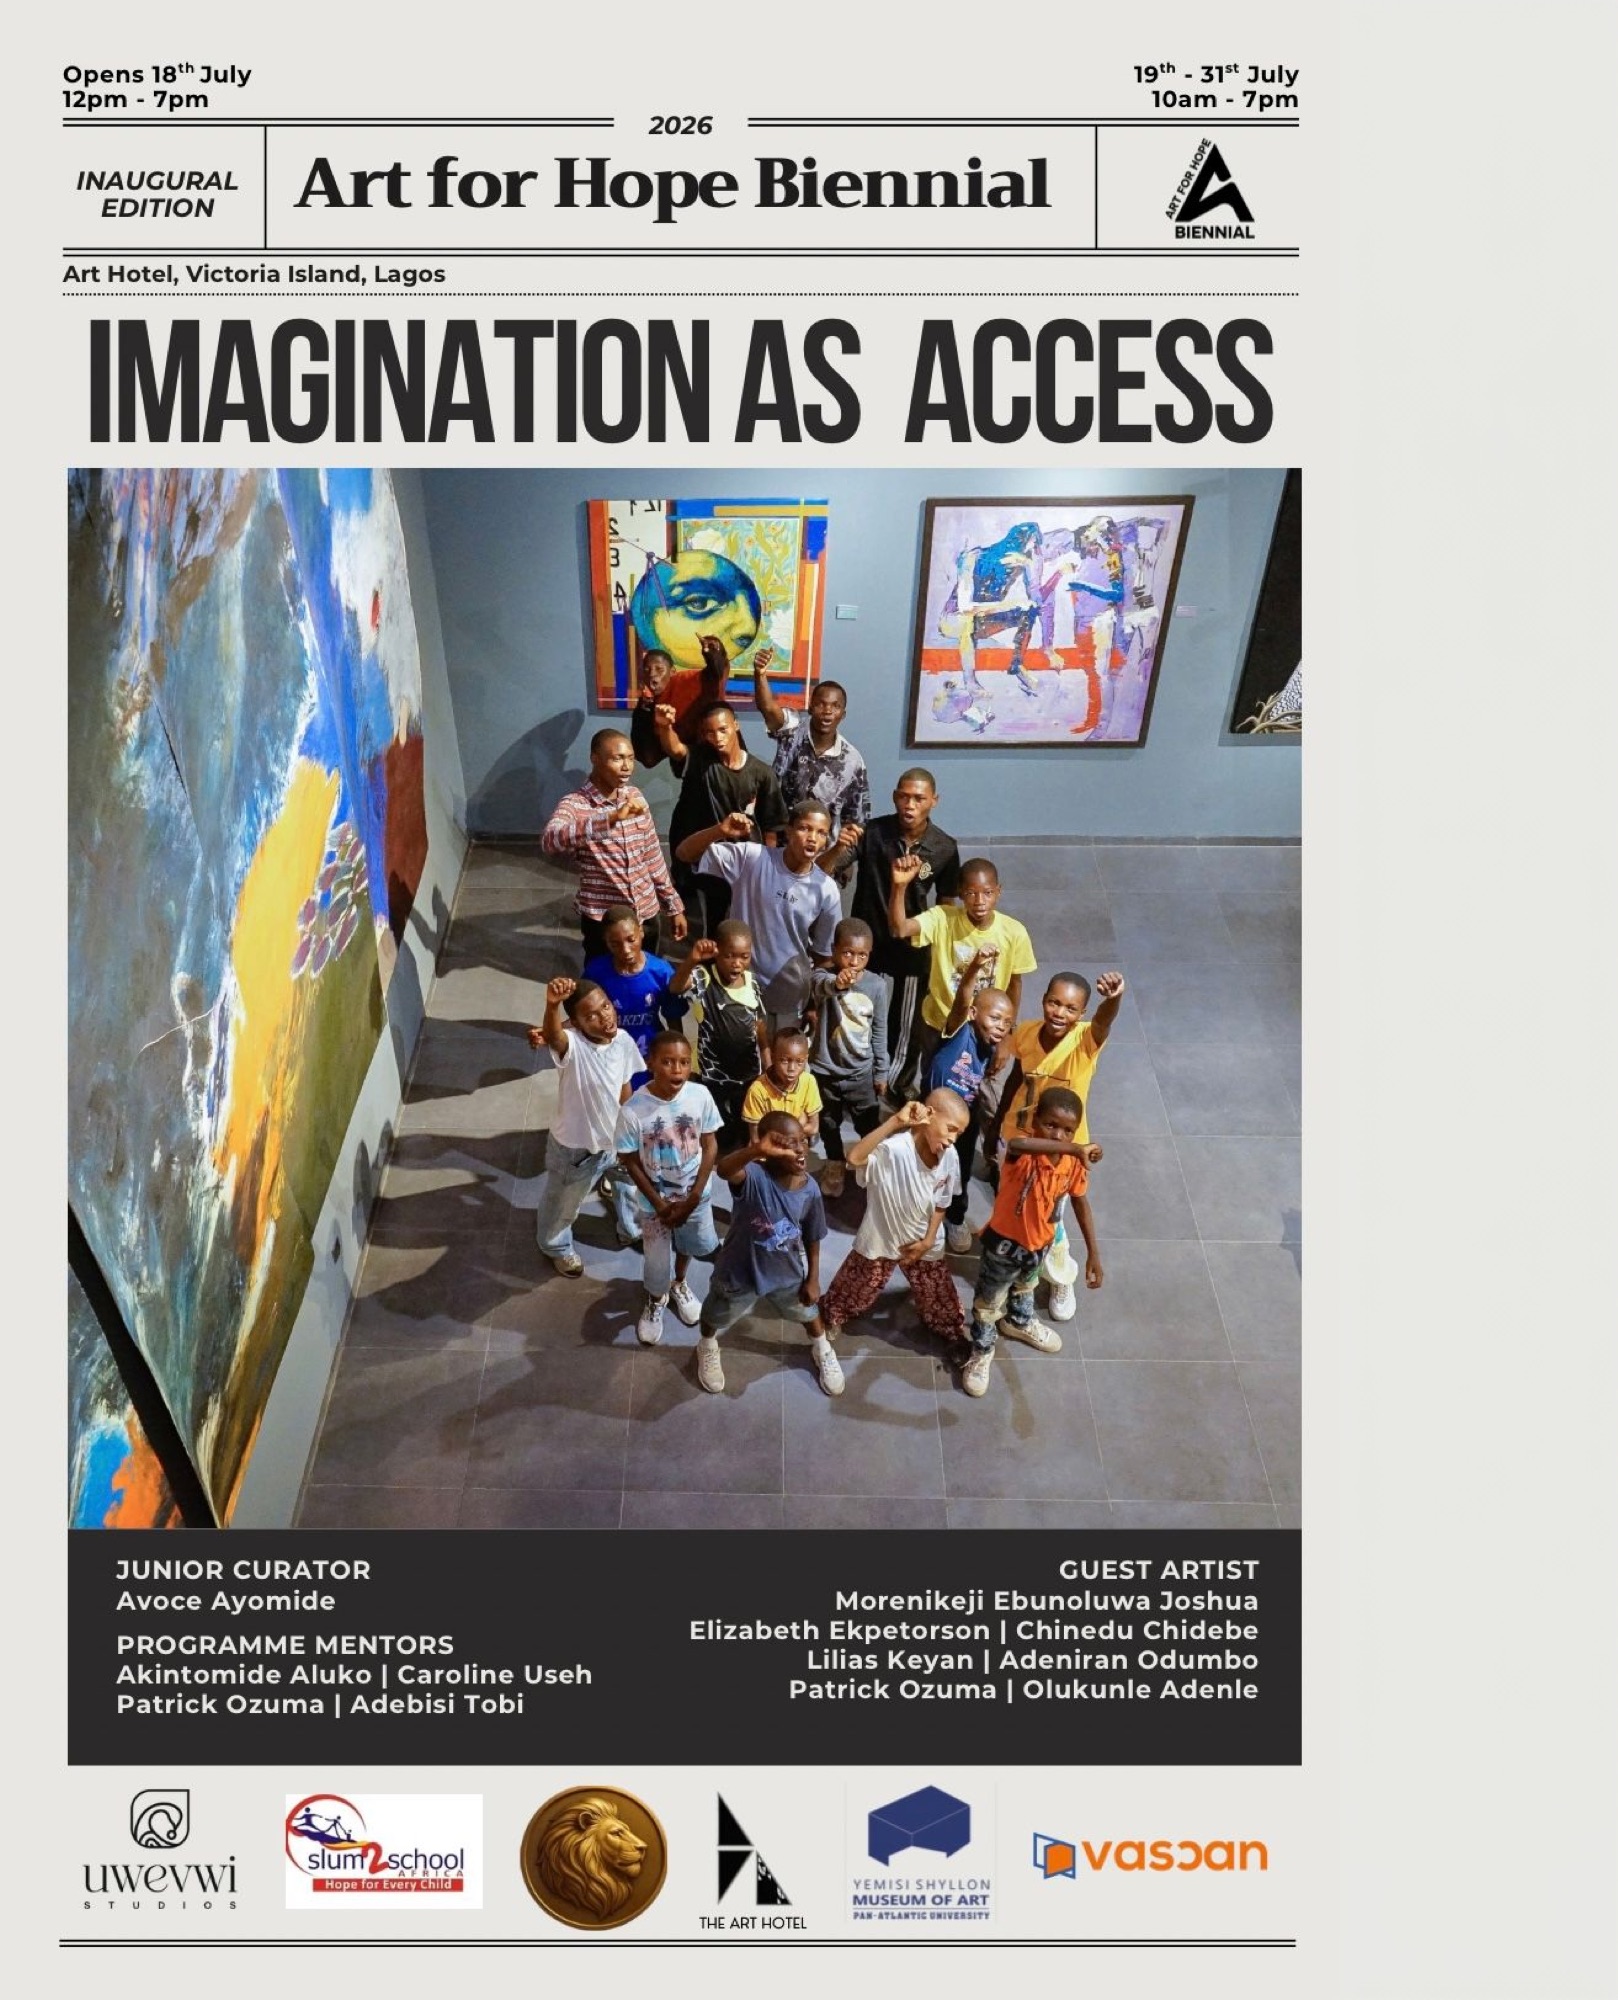 Opens 18th July
12pm - 7pm
19th - 31st July
10am - 7pm
2026
INAUGURAL
EDITION
Art for Hope Biennial
ART FOR HOPE
BIENNIAL
Art Hotel, Victoria Island, Lagos
IMAGINATION AS ACCESS
JUNIOR CURATOR
Avoce Ayomide
PROGRAMME MENTORS
Akintomide Aluko | Caroline Useh
Patrick Ozuma | Adebisi Tobi
GUEST ARTIST
Morenikeji Ebunoluwa Joshua
Elizabeth Ekpetorson | Chinedu Chidebe
Lilias Keyan | Adeniran Odumbo
Patrick Ozuma | Olukunle Adenle
uwevwi
STUDIOS
slum2school
AFRICA
Hope for Every Child
THE ART HOTEL
YEMISI SHYLLON
MUSEUM OF ART
PAN-ATLANTIC UNIVERSITY
vascan